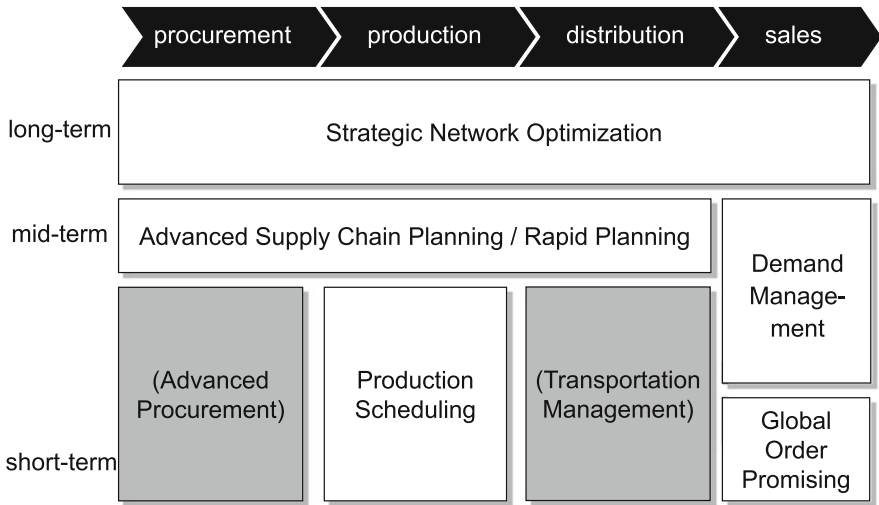 procurement
production
distribution
sales
long-term
Strategic Network Optimization
mid-term
Advanced Supply Chain Planning / Rapid Planning
Demand
Manage-
ment
short-term
(Advanced
Procurement)
Production
Scheduling
(Transportation
Management)
Global
Order
Promising